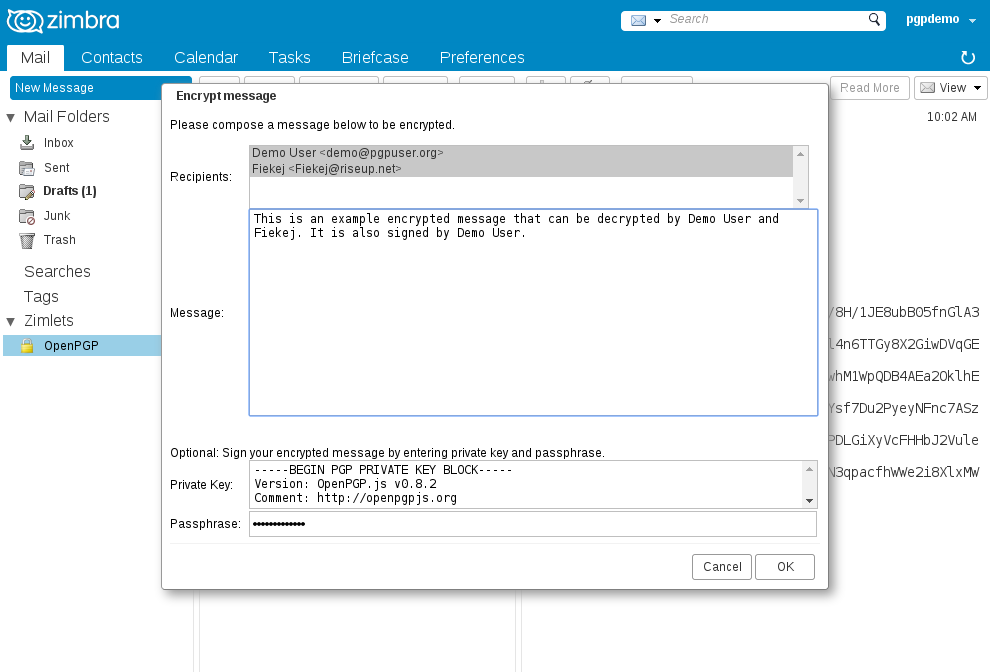 zimbra
Search
pgpdemo
Mail
Contacts
Calendar
Tasks
Briefcase
Preferences
New Message
Read More
View
Mail Folders
Inbox
Sent
Drafts (1)
Junk
Trash
Searches
Tags
Zimlets
OpenPGP
10:02 AM
Encrypt message
Please compose a message below to be encrypted.
Recipients:
Demo User <demo@pgpuser.org>
Fiekej <Fiekej@riseup.net>
Message:
This is an example encrypted message that can be decrypted by Demo User and
Fiekej. It is also signed by Demo User.
Optional: Sign your encrypted message by entering private key and passphrase.
Private Key:
-----BEGIN PGP PRIVATE KEY BLOCK-----
Version: OpenPGP.js v0.8.2
Comment: http://openpgpjs.org
Passphrase:
•••••••••••••
Cancel
OK
/8H/1JE8ubB05fnGlA3
l4n6TTGy8X2GiwDVqGE
whM1WpQDB4AEa2OklhE
Ysf7Du2PyeyNFnc7ASz
PDLGiXyVcFHHbJ2Vule
N3qpacfhWWe2i8XlxMW